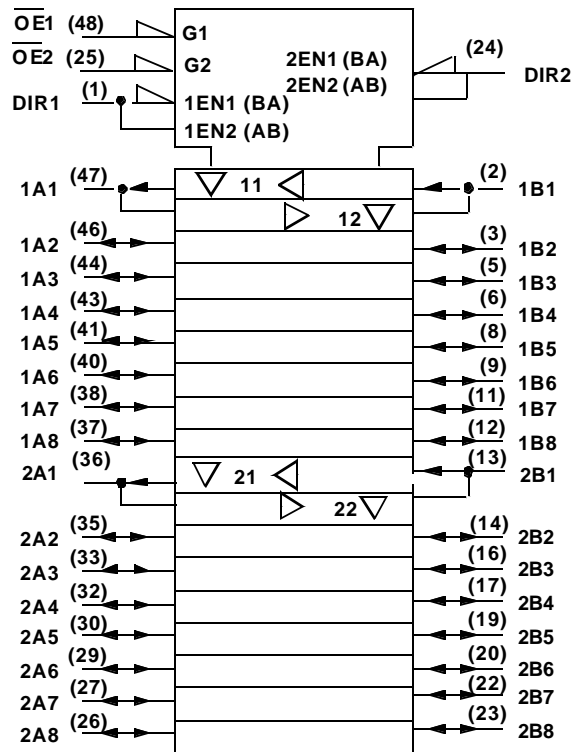 O̅E̅1̅ (48) G1
O̅E̅2̅ (25) G2 2EN1 (BA) (24) DIR2
2EN2 (AB)
DIR1 (1) 1EN1 (BA)
1EN2 (AB)
1A1 (47) 11 (2) 1B1
12
1A2 (46) (3) 1B2
1A3 (44) (5) 1B3
1A4 (43) (6) 1B4
1A5 (41) (8) 1B5
1A6 (40) (9) 1B6
1A7 (38) (11) 1B7
1A8 (37) (12) 1B8
2A1 (36) 21 (13) 2B1
22
2A2 (35) (14) 2B2
2A3 (33) (16) 2B3
2A4 (32) (17) 2B4
2A5 (30) (19) 2B5
2A6 (29) (20) 2B6
2A7 (27) (22) 2B7
2A8 (26) (23) 2B8